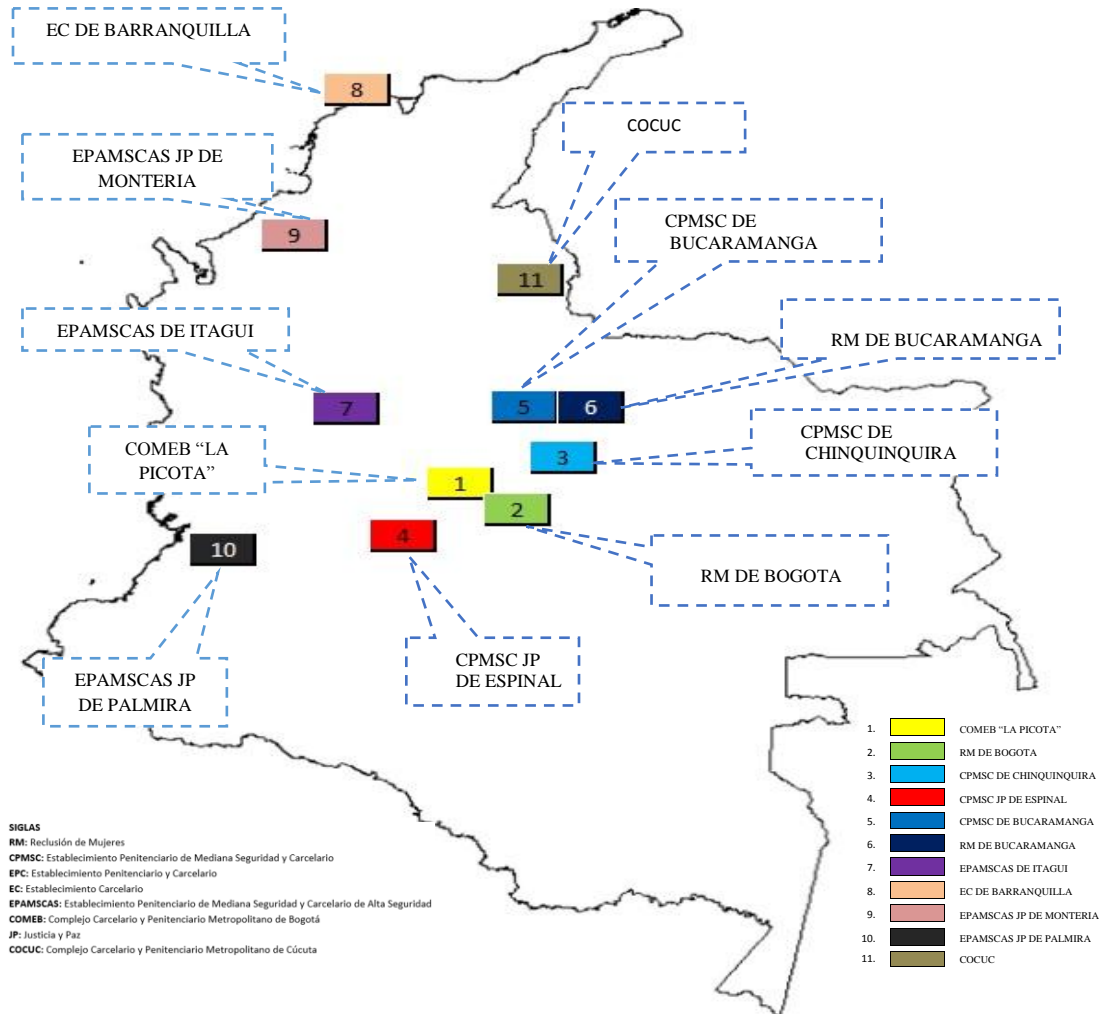 EC DE BARRANQUILLA
8
COCUC
EPAMSCAS JP DE
MONTERIA
9
CPMSC DE
BUCARAMANGA
11
EPAMSCAS DE ITAGUI
RM DE BUCARAMANGA
7
5
6
COMEB “LA
PICOTA”
CPMSC DE
CHINQUINQUIRA
3
1
2
4
10
RM DE BOGOTA
CPMSC JP
DE ESPINAL
EPAMSCAS JP
DE PALMIRA
1. COMEB “LA PICOTA”
2. RM DE BOGOTA
3. CPMSC DE CHINQUINQUIRA
4. CPMSC JP DE ESPINAL
5. CPMSC DE BUCARAMANGA
6. RM DE BUCARAMANGA
7. EPAMSCAS DE ITAGUI
8. EC DE BARRANQUILLA
9. EPAMSCAS JP DE MONTERIA
10. EPAMSCAS JP DE PALMIRA
11. COCUC
SIGLAS
RM: Reclusión de Mujeres
CPMSC: Establecimiento Penitenciario de Mediana Seguridad y Carcelario
EPC: Establecimiento Penitenciario y Carcelario
EC: Establecimiento Carcelario
EPAMSCAS: Establecimiento Penitenciario de Mediana Seguridad y Carcelario de Alta Seguridad
COMEB: Complejo Carcelario y Penitenciario Metropolitano de Bogotá
JP: Justicia y Paz
COCUC: Complejo Carcelario y Penitenciario Metropolitano de Cúcuta